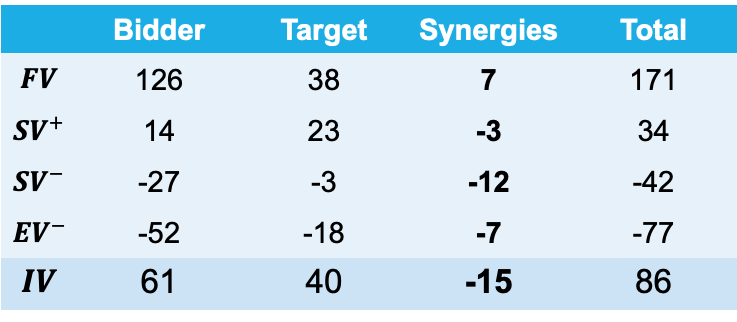 Bidder Target Synergies Total
FV 126 38 7 171
SV⁺ 14 23 -3 34
SV⁻ -27 -3 -12 -42
EV⁻ -52 -18 -7 -77
IV 61 40 -15 86